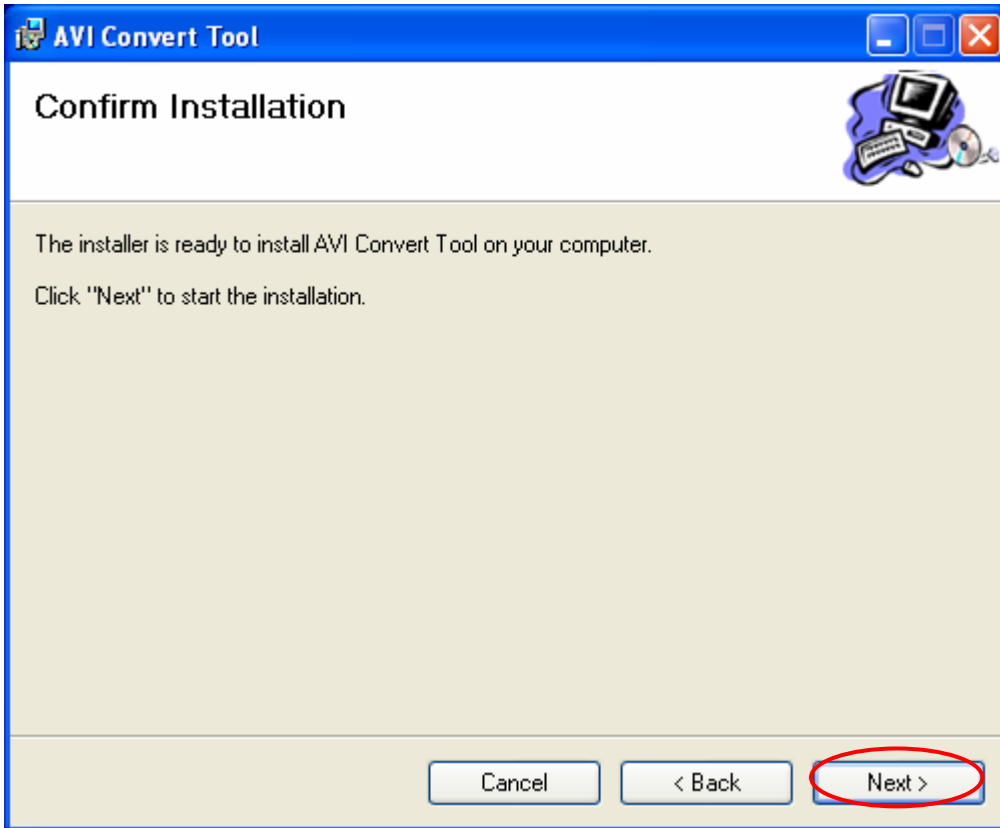 AVI Convert Tool
Confirm Installation
The installer is ready to install AVI Convert Tool on your computer.
Click "Next" to start the installation.
Cancel
< Back
Next >